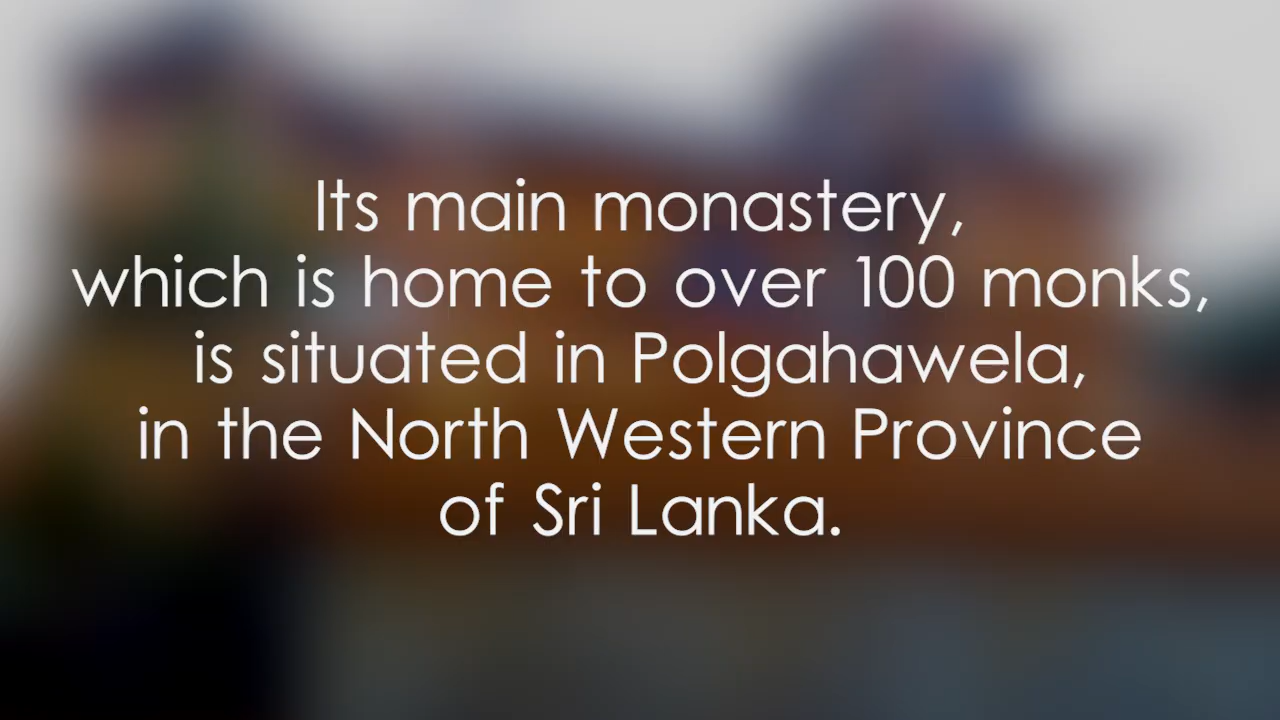 Its main monastery,
which is home to over 100 monks,
is situated in Polgahawela,
in the North Western Province
of Sri Lanka.